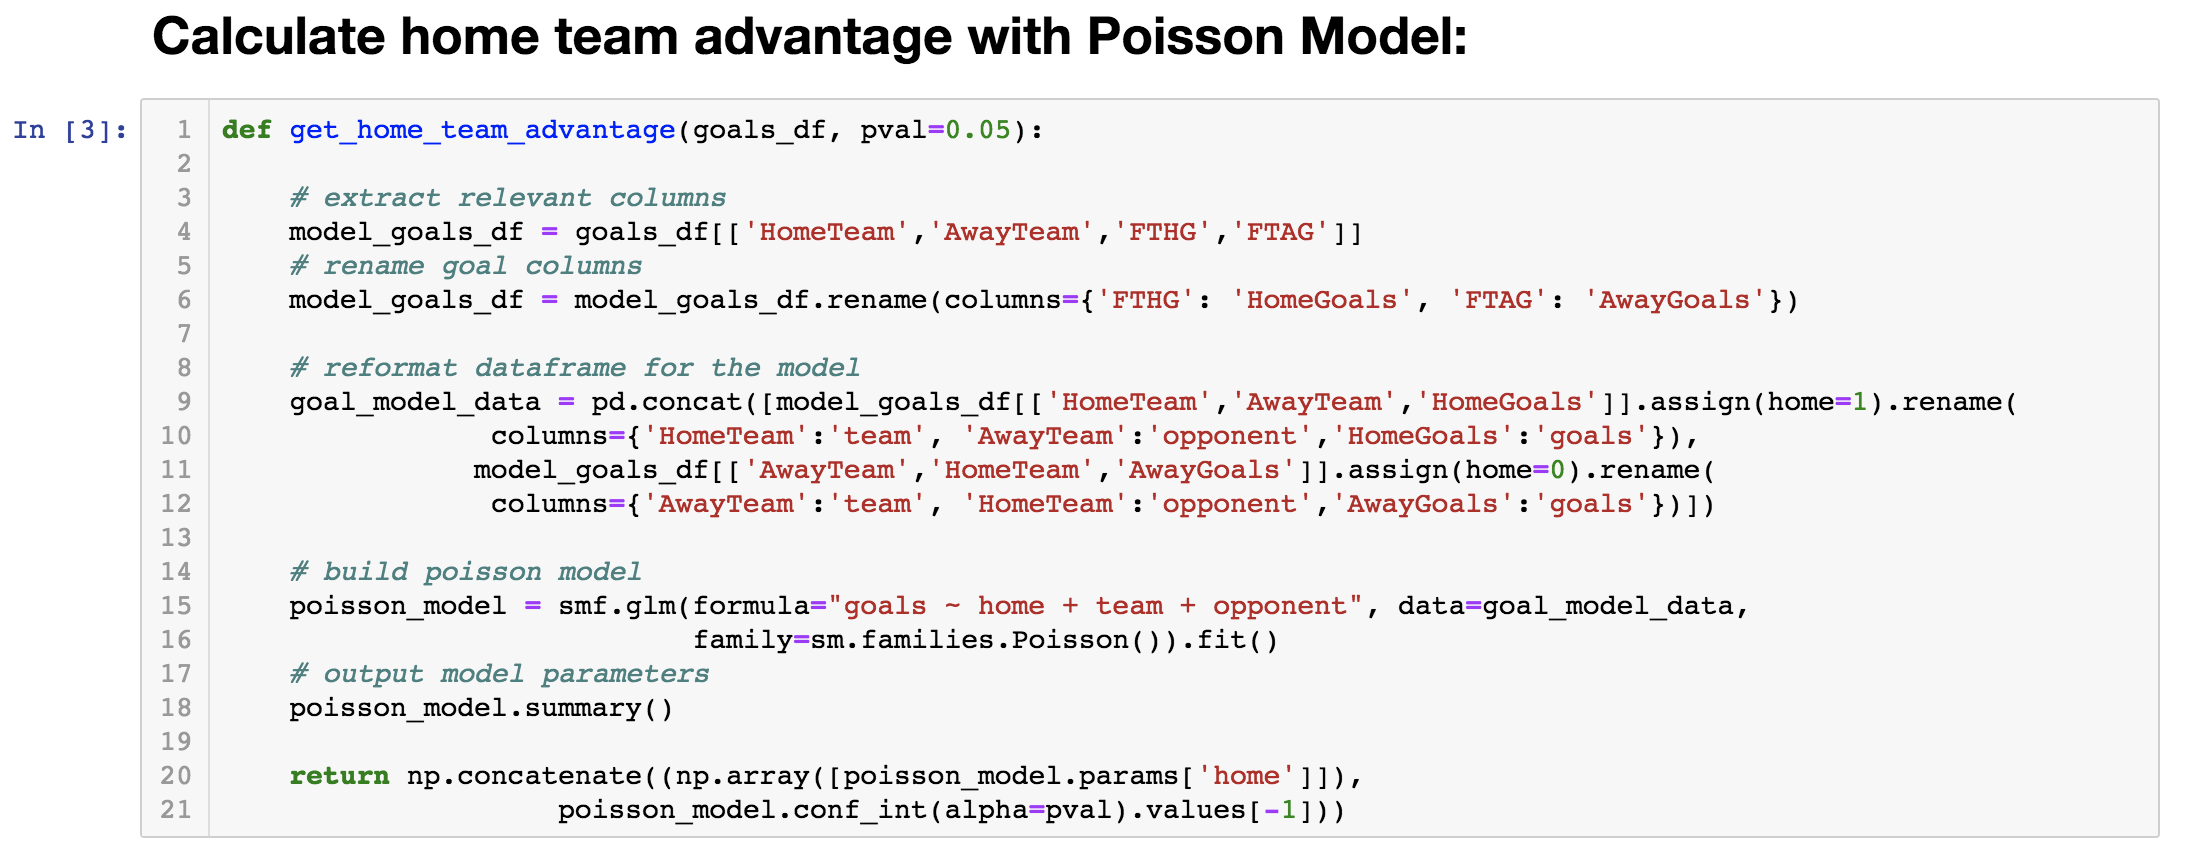 Calculate home team advantage with Poisson Model:
In [3]:
1 def get_home_team_advantage(goals_df, pval=0.05):
2
3     # extract relevant columns
4     model_goals_df = goals_df[['HomeTeam','AwayTeam','FTHG','FTAG']]
5     # rename goal columns
6     model_goals_df = model_goals_df.rename(columns={'FTHG': 'HomeGoals', 'FTAG': 'AwayGoals'})
7
8     # reformat dataframe for the model
9     goal_model_data = pd.concat([model_goals_df[['HomeTeam','AwayTeam','HomeGoals']].assign(home=1).rename(
10                 columns={'HomeTeam':'team', 'AwayTeam':'opponent','HomeGoals':'goals'}),
11                model_goals_df[['AwayTeam','HomeTeam','AwayGoals']].assign(home=0).rename(
12                 columns={'AwayTeam':'team', 'HomeTeam':'opponent','AwayGoals':'goals'})])
13
14     # build poisson model
15     poisson_model = smf.glm(formula="goals ~ home + team + opponent", data=goal_model_data,
16                             family=sm.families.Poisson()).fit()
17     # output model parameters
18     poisson_model.summary()
19
20     return np.concatenate((np.array([poisson_model.params['home']]),
21                     poisson_model.conf_int(alpha=pval).values[-1]))